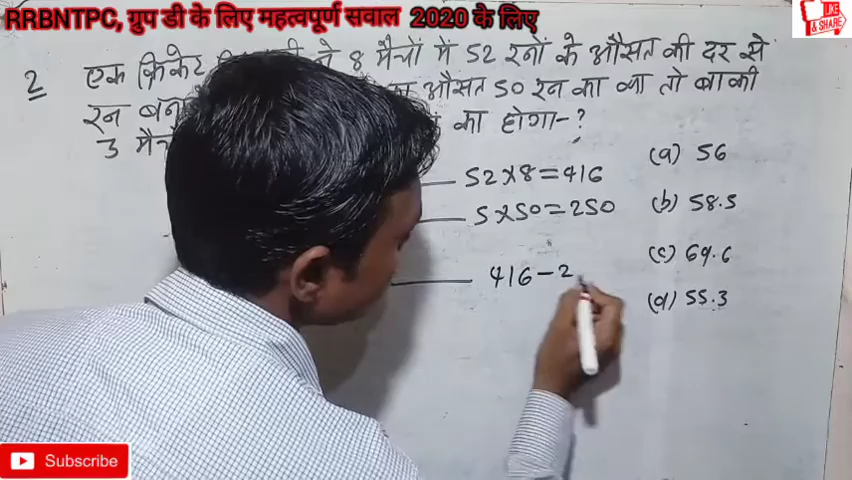 RRBNTPC, ग्रुप डी के लिए महत्वपूर्ण सवाल 2020 के लिए
LIKE & SHARE
2 एक क्रिकेट ने 8 मैचों में 52 रनों के औसत की दर से
रन औसत 50 रन का था तो बाकी
3 का होगा-?
52×8=416
5×50=250
416-2
(a) 56
(b) 58.5
(c) 69.6
(d) 55.3
Subscribe